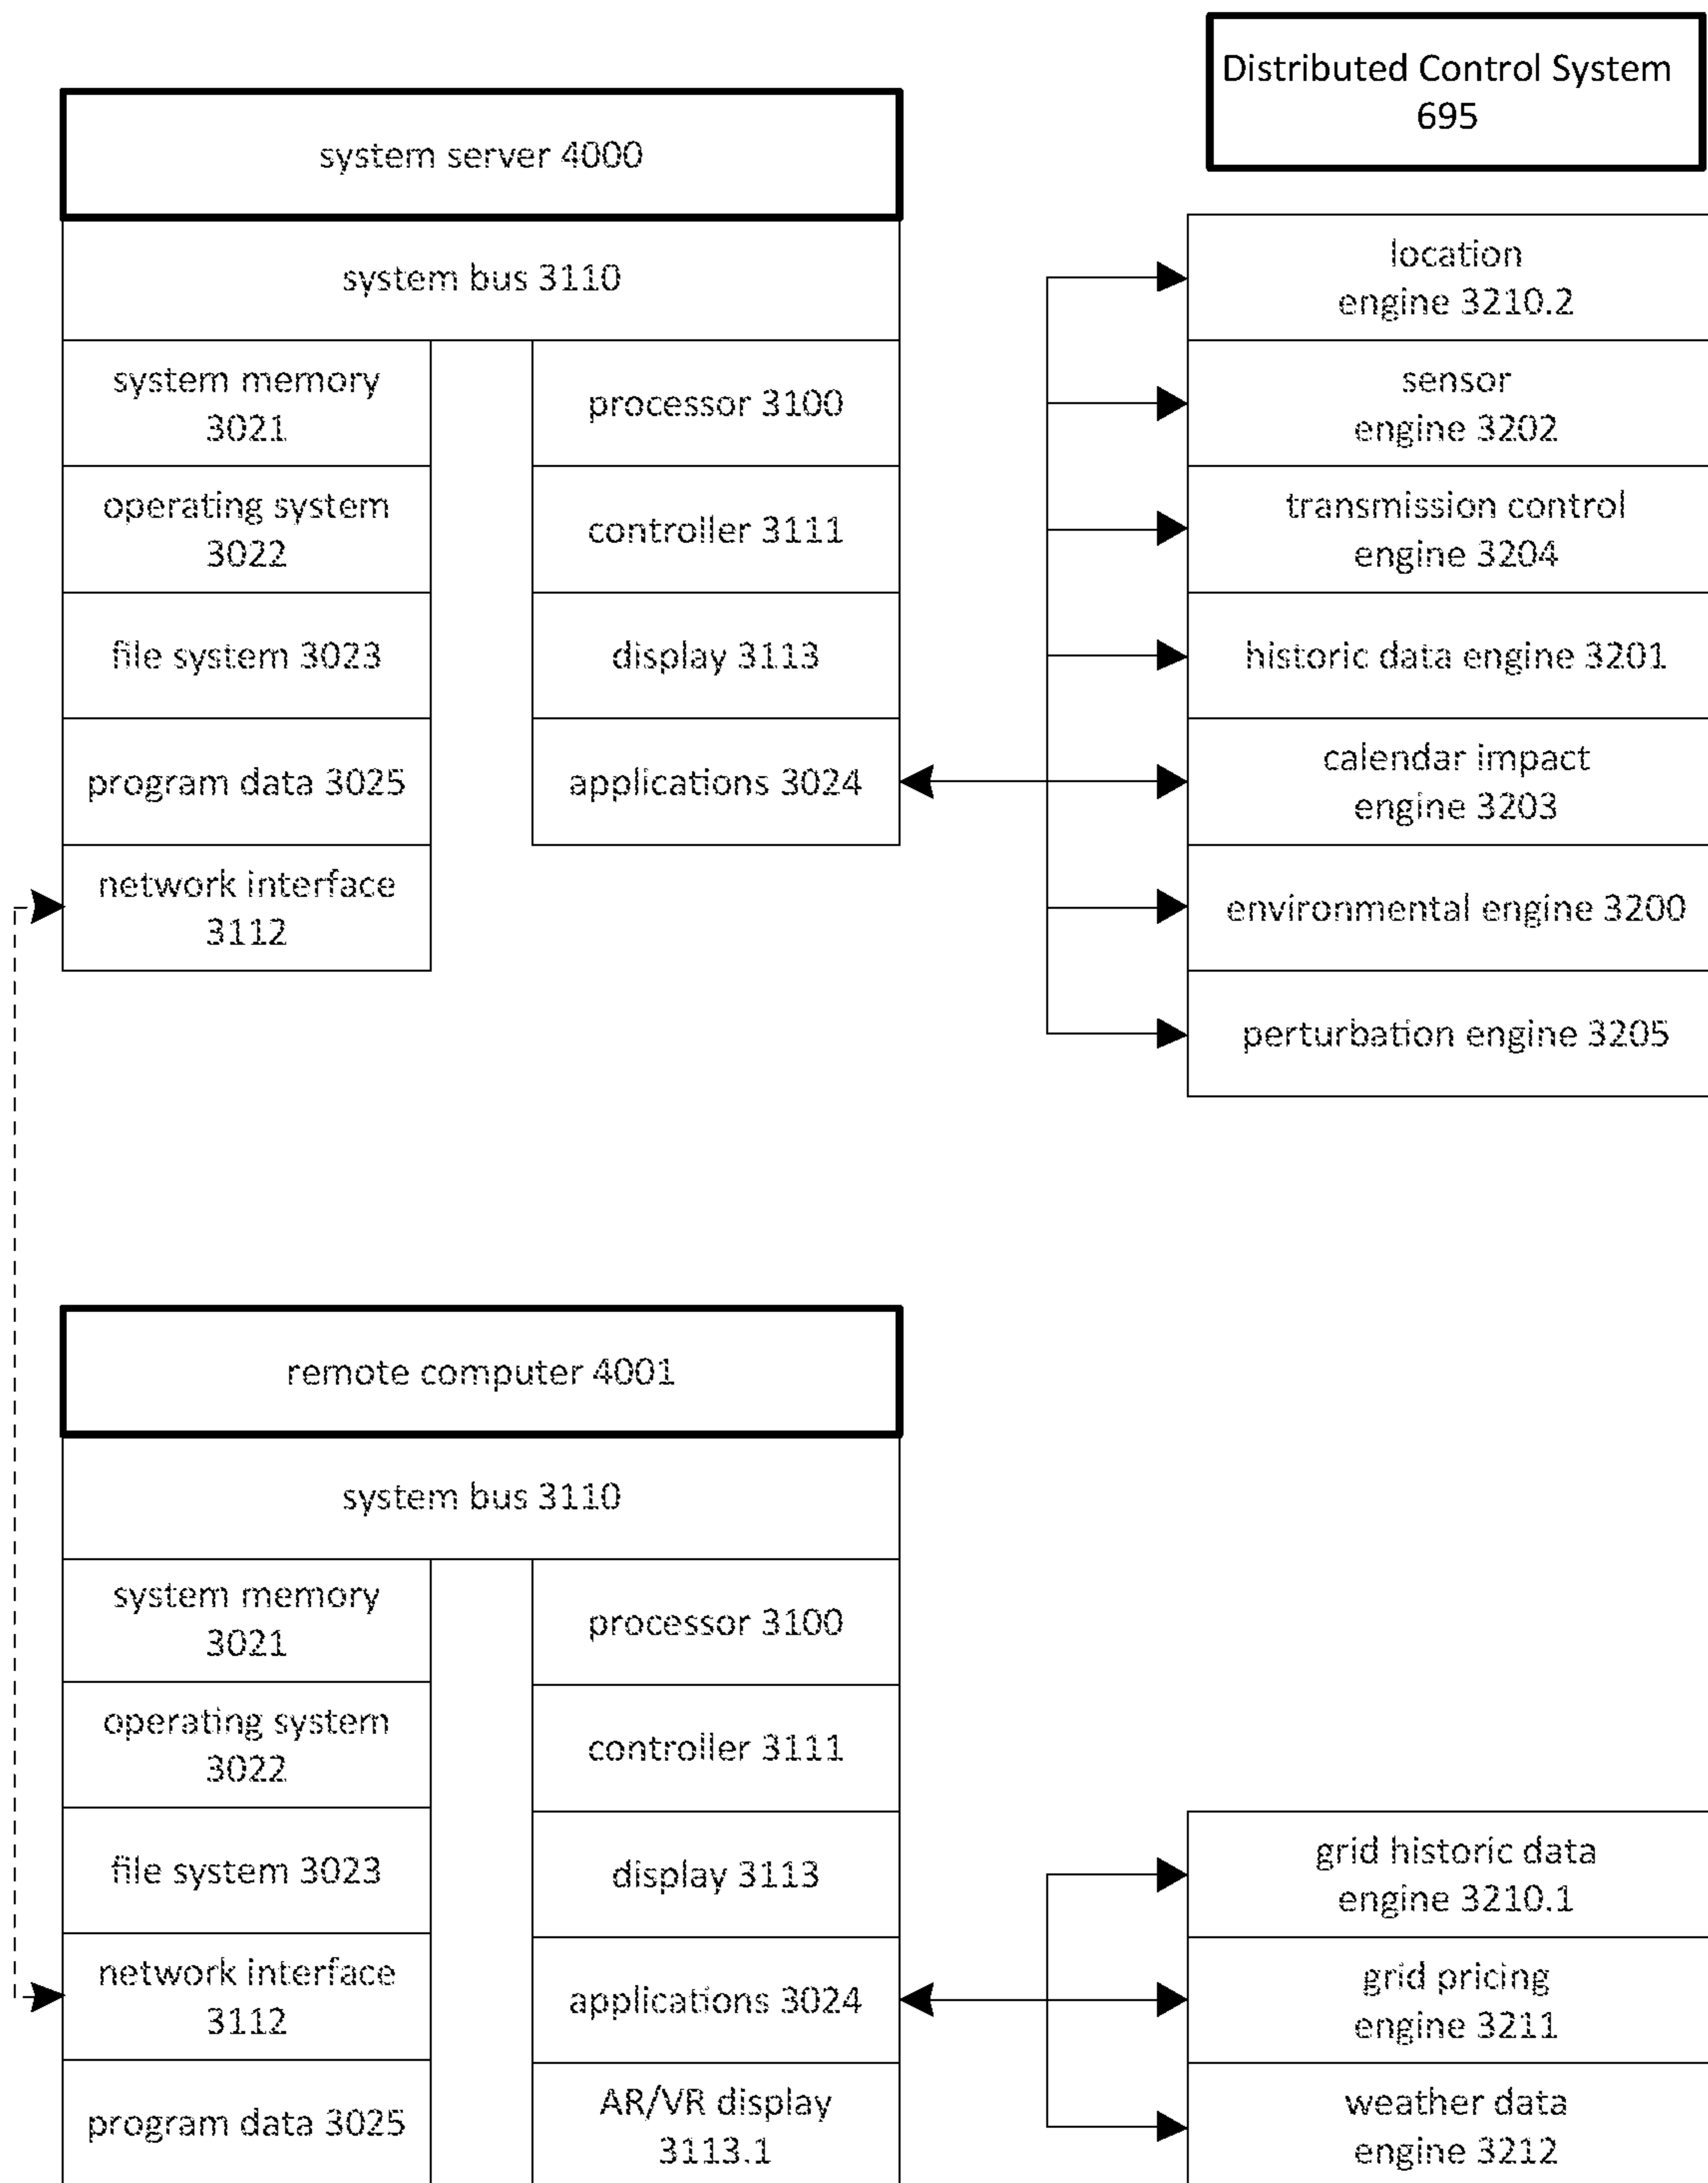 Distributed Control System
695
system server 4000
system bus 3110
system memory
3021
operating system
3022
file system 3023
program data 3025
network interface
3112
processor 3100
controller 3111
display 3113
applications 3024
location
engine 3210.2
sensor
engine 3202
transmission control
engine 3204
historic data engine 3201
calendar impact
engine 3203
environmental engine 3200
perturbation engine 3205
remote computer 4001
system bus 3110
system memory
3021
operating system
3022
file system 3023
network interface
3112
program data 3025
processor 3100
controller 3111
display 3113
applications 3024
AR/VR display
3113.1
grid historic data
engine 3210.1
grid pricing
engine 3211
weather data
engine 3212